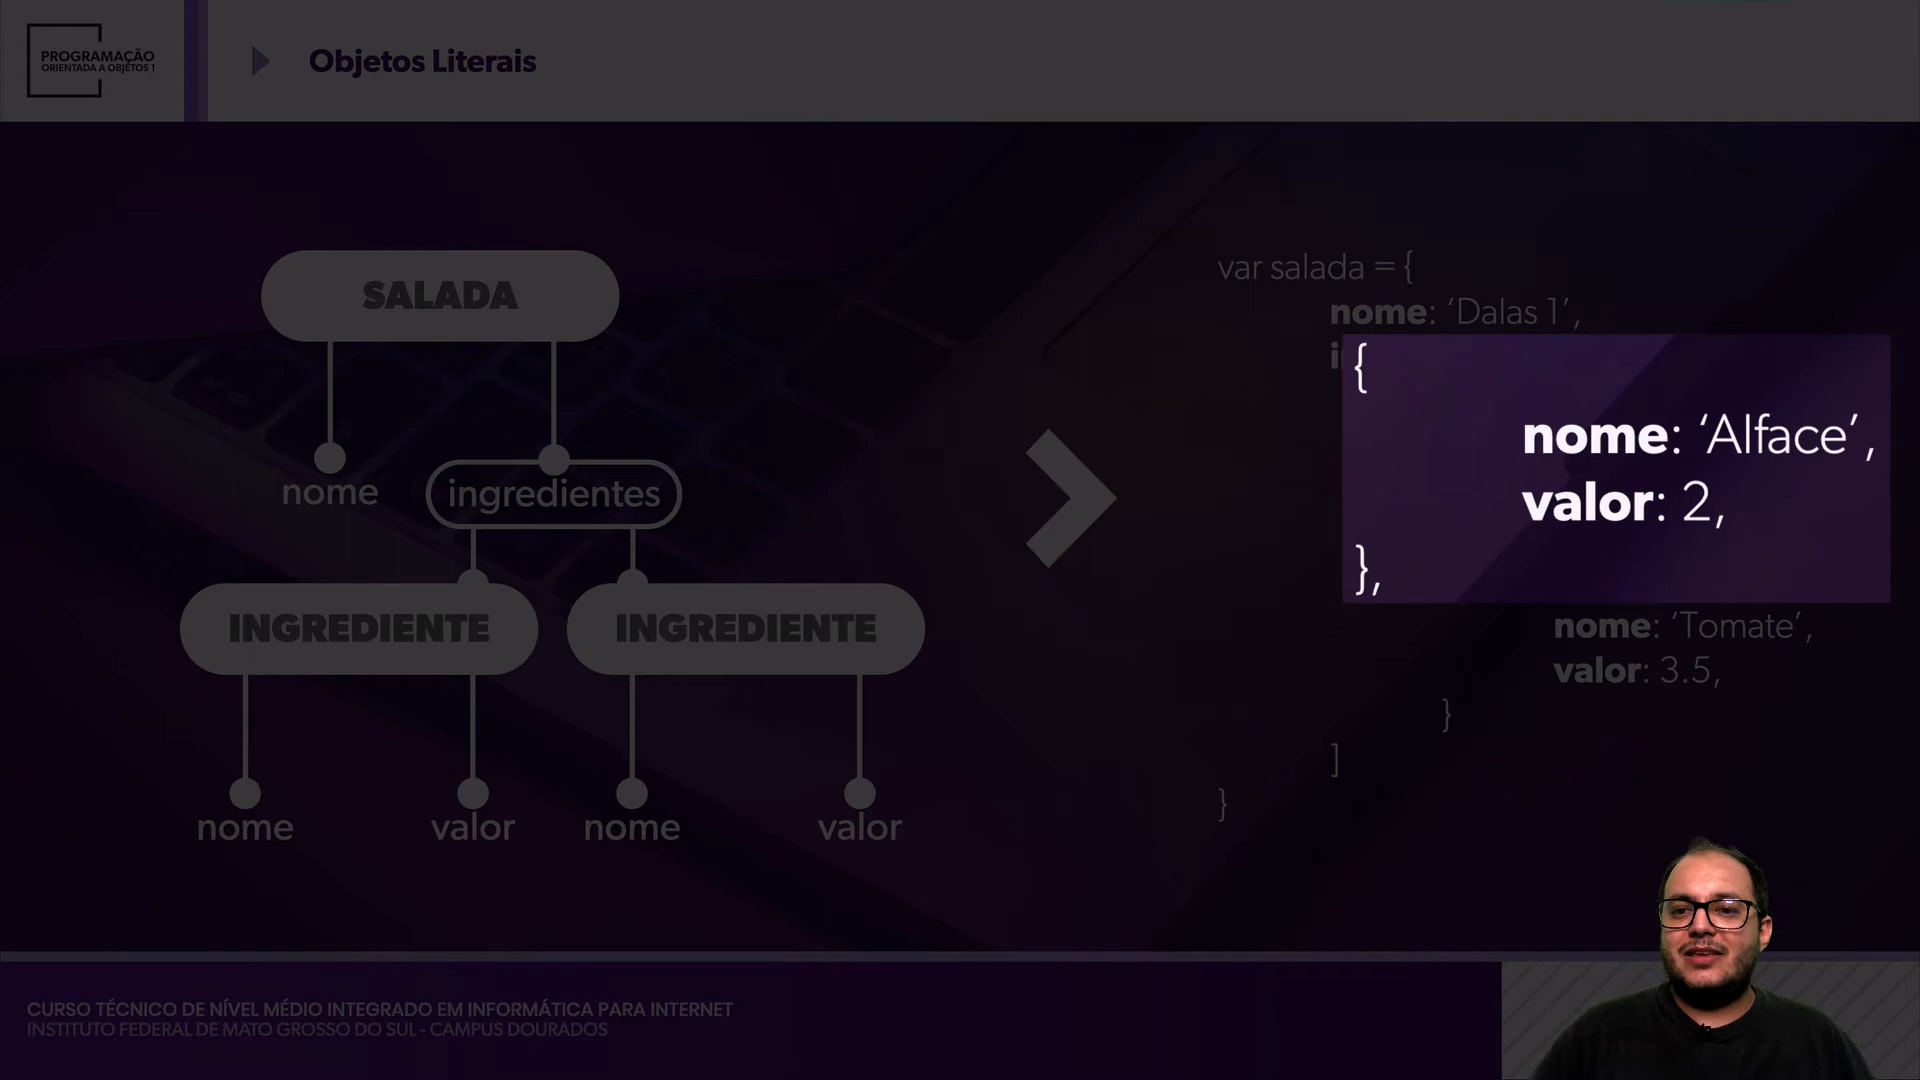 PROGRAMAÇÃO
ORIENTADA A OBJETOS 1
Objetos Literais
SALADA
nome
ingredientes
INGREDIENTE
INGREDIENTE
nome
valor
nome
valor
var salada = {
nome: ‘Dalas 1’,
{
nome: ‘Alface’,
valor: 2,
},
nome: ‘Tomate’,
valor: 3.5,
}
]
}
CURSO TÉCNICO DE NÍVEL MÉDIO INTEGRADO EM INFORMÁTICA PARA INTERNET
INSTITUTO FEDERAL DE MATO GROSSO DO SUL - CAMPUS DOURADOS